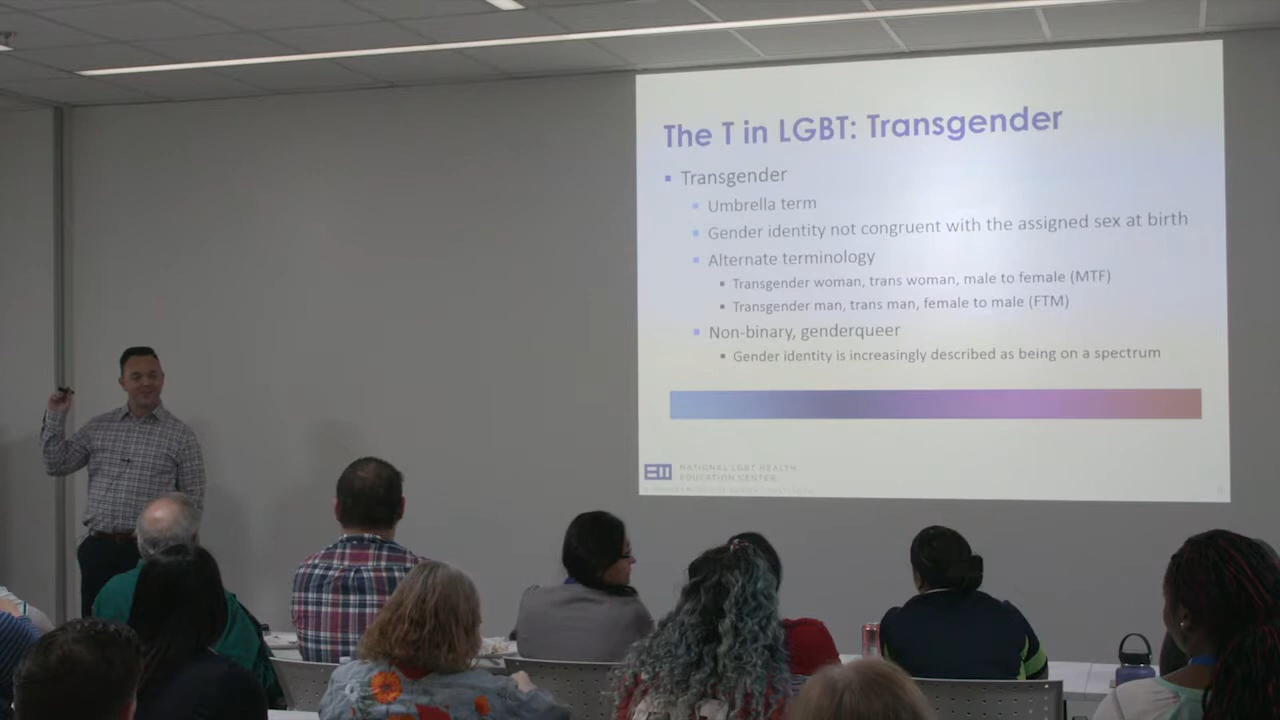 The T in LGBT: Transgender
Transgender
Umbrella term
Gender identity not congruent with the assigned sex at birth
Alternate terminology
Transgender woman, trans woman, male to female (MTF)
Transgender man, trans man, female to male (FTM)
Non-binary, genderqueer
Gender identity is increasingly described as being on a spectrum
NATIONAL LGBT HEALTH
EDUCATION CENTER